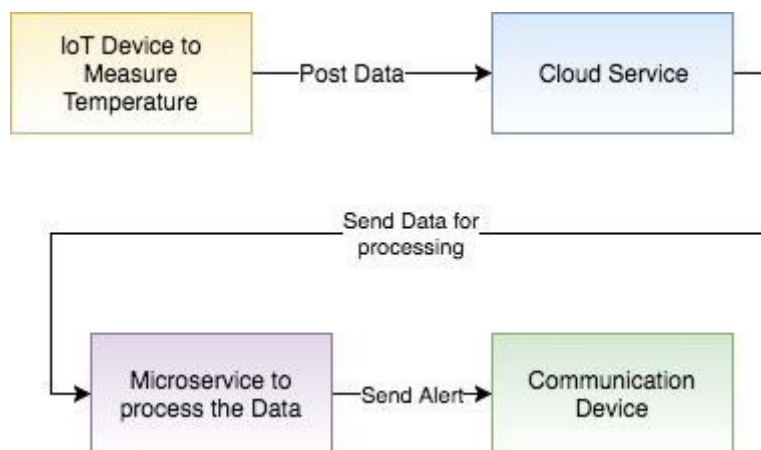 IoT Device to
Measure
Temperature
Post Data
Cloud Service
Send Data for
processing
Microservice to
process the Data
Send Alert
Communication
Device